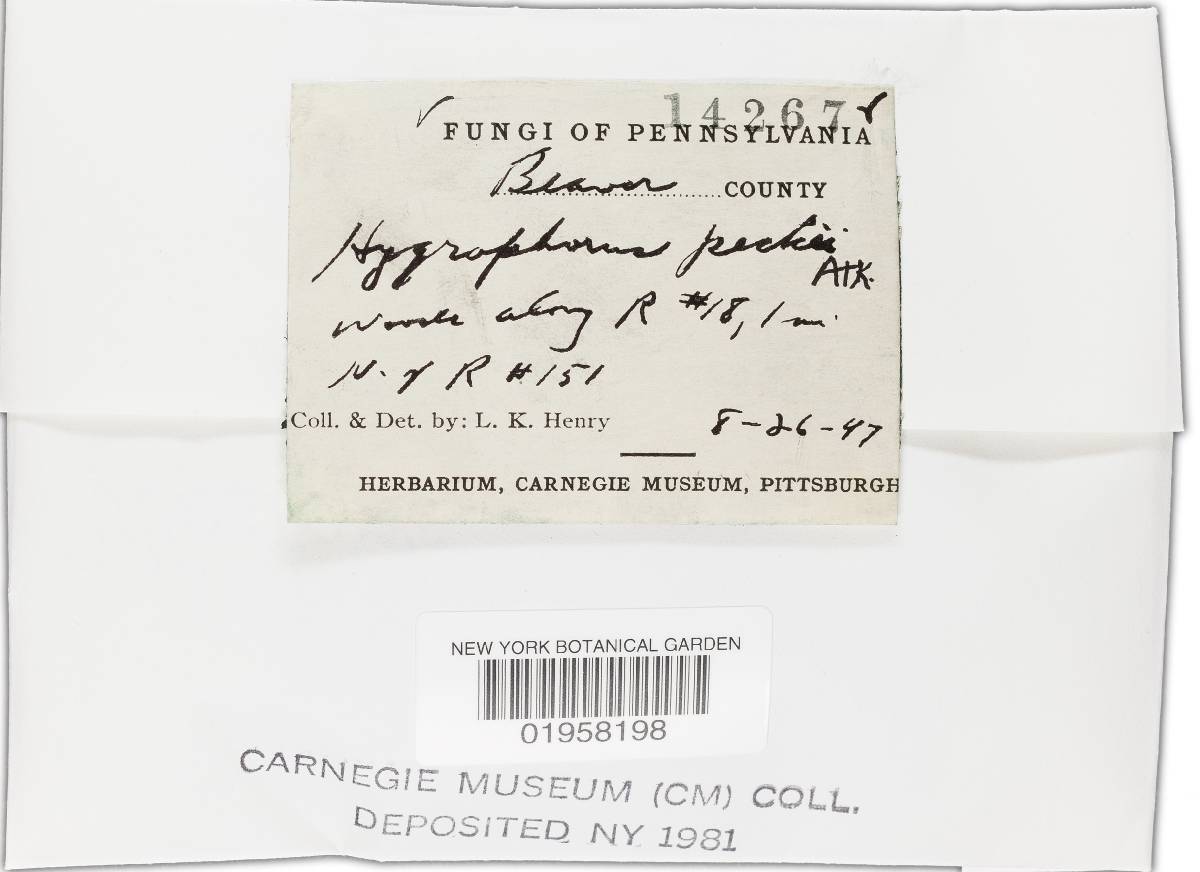 14267
FUNGI OF PENNSYLVANIA
Beaver COUNTY
Hygrophorus peckii
Atk.
Woods along R #18, 1 mi.
N. of R #151
Coll. & Det. by: L. K. Henry 8-26-47
HERBARIUM, CARNEGIE MUSEUM, PITTSBURGH
NEW YORK BOTANICAL GARDEN
01958198
CARNEGIE MUSEUM (CM) COLL.
DEPOSITED NY 1981